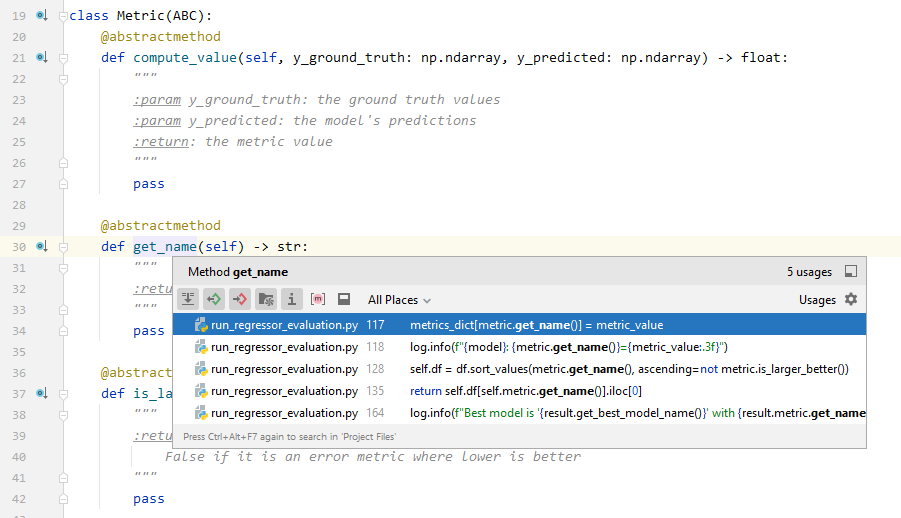 19 class Metric(ABC):
20 @abstractmethod
21 def compute_value(self, y_ground_truth: np.ndarray, y_predicted: np.ndarray) -> float:
22 """
23 :param y_ground_truth: the ground truth values
24 :param y_predicted: the model's predictions
25 :return: the metric value
26 """
27 pass
28
29 @abstractmethod
30 def get_name(self) -> str:
31 """
Method get_name 5 usages
32 :retu
33 """
All Places Usages
34 pass
run_regressor_evaluation.py 117 metrics_dict[metric.get_name()] = metric_value
35
run_regressor_evaluation.py 118 log.info(f"{model}: {metric.get_name()}={metric_value:.3f}")
36 @abstra
run_regressor_evaluation.py 128 self.df = df.sort_values(metric.get_name(), ascending=not metric.is_larger_better())
37 def is_la
run_regressor_evaluation.py 135 return self.df[self.metric.get_name()].iloc[0]
38 """
run_regressor_evaluation.py 164 log.info(f"Best model is '{result.get_best_model_name()}' with {result.metric.get_name
39 :retu
Press Ctrl+Alt+F7 again to search in 'Project Files'
40 False if it is an error metric where lower is better
41 """
42 pass